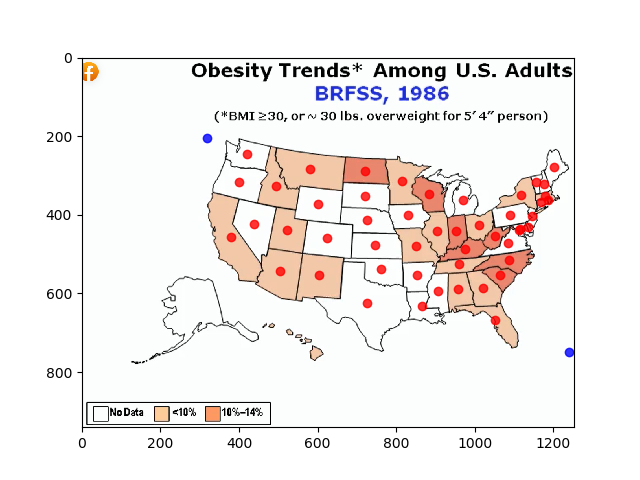 f
Obesity Trends* Among U.S. Adults
BRFSS, 1986
(*BMI ≥30, or ~ 30 lbs. overweight for 5' 4" person)
0
200
400
600
800
No Data
<10%
10%–14%
0 200 400 600 800 1000 1200